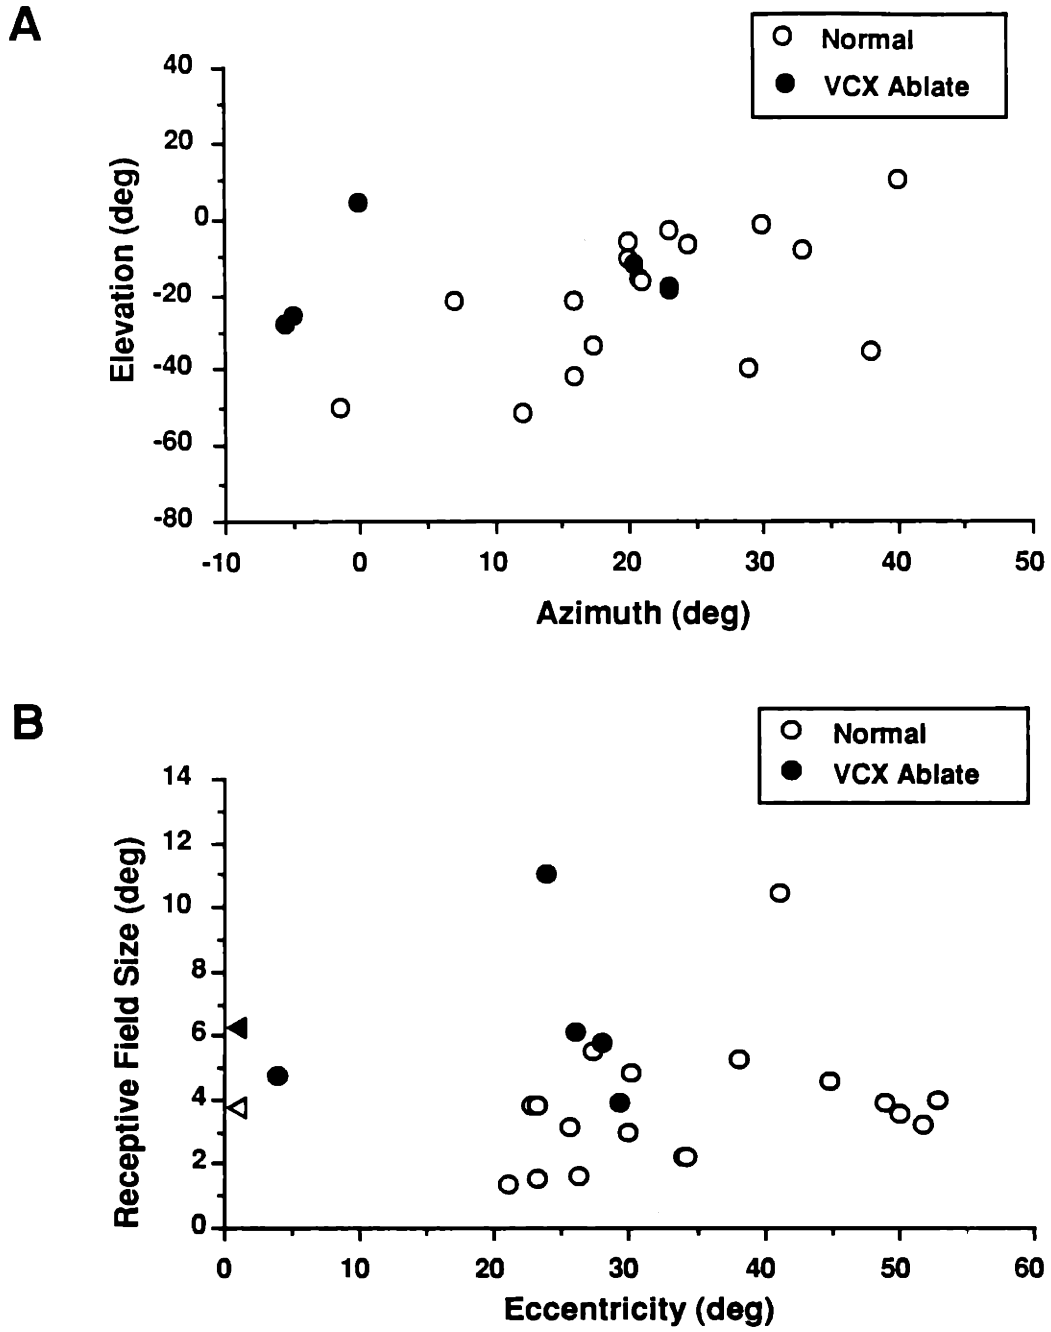 A
Normal
VCX Ablate
40
20
0
-20
-40
-60
-80
Elevation (deg)
-10 0 10 20 30 40 50
Azimuth (deg)
B
Normal
VCX Ablate
14
12
10
8
6
4
2
0
Receptive Field Size (deg)
0 10 20 30 40 50 60
Eccentricity (deg)